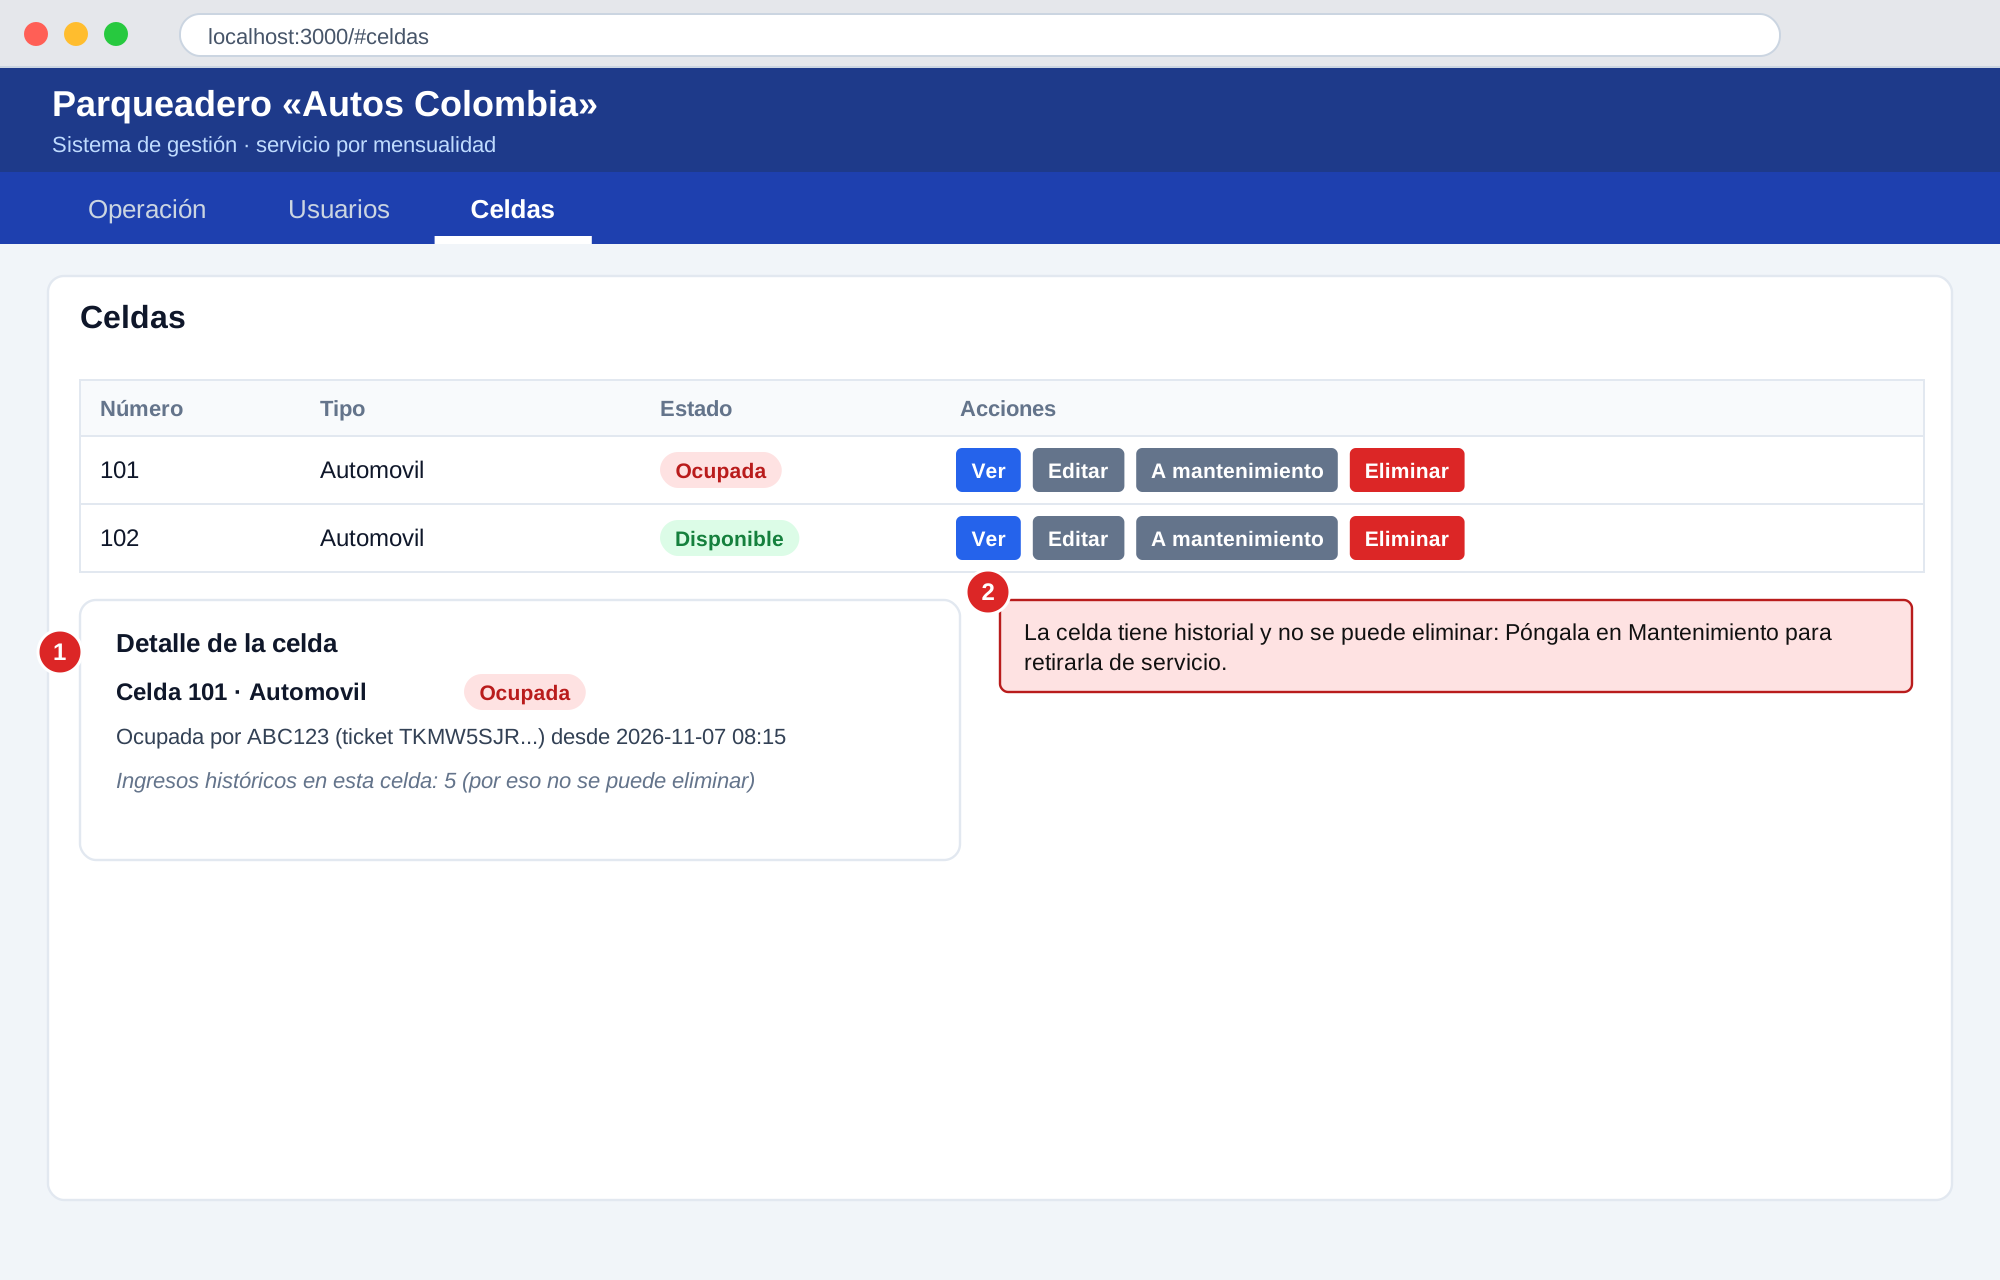 localhost:3000/#celdas
Parqueadero «Autos Colombia»
Sistema de gestión · servicio por mensualidad
Operación Usuarios Celdas
Celdas
Número Tipo Estado Acciones
101 Automovil Ocupada Ver Editar A mantenimiento Eliminar
102 Automovil Disponible Ver Editar A mantenimiento Eliminar
1
Detalle de la celda
Celda 101 · Automovil Ocupada
Ocupada por ABC123 (ticket TKMW5SJR...) desde 2026-11-07 08:15
Ingresos históricos en esta celda: 5 (por eso no se puede eliminar)
2
La celda tiene historial y no se puede eliminar: Póngala en Mantenimiento para
retirarla de servicio.